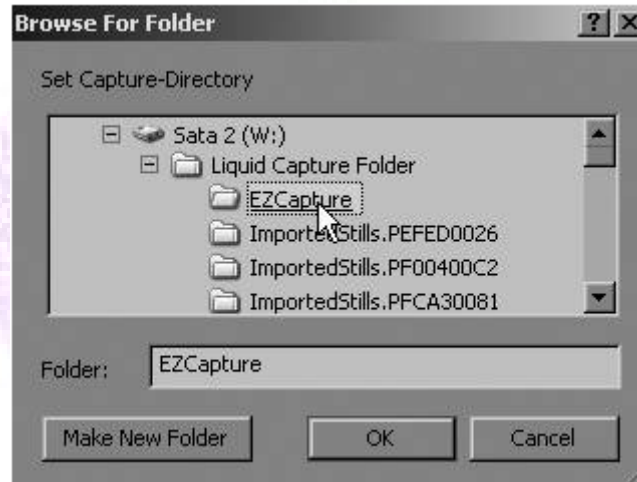 Browse For Folder
Set Capture-Directory
Sata 2 (W:)
Liquid Capture Folder
EZCapture
ImportedStills.PEFED0026
ImportedStills.PF00400C2
ImportedStills.PFCA30081
Folder: EZCapture
Make New Folder OK Cancel